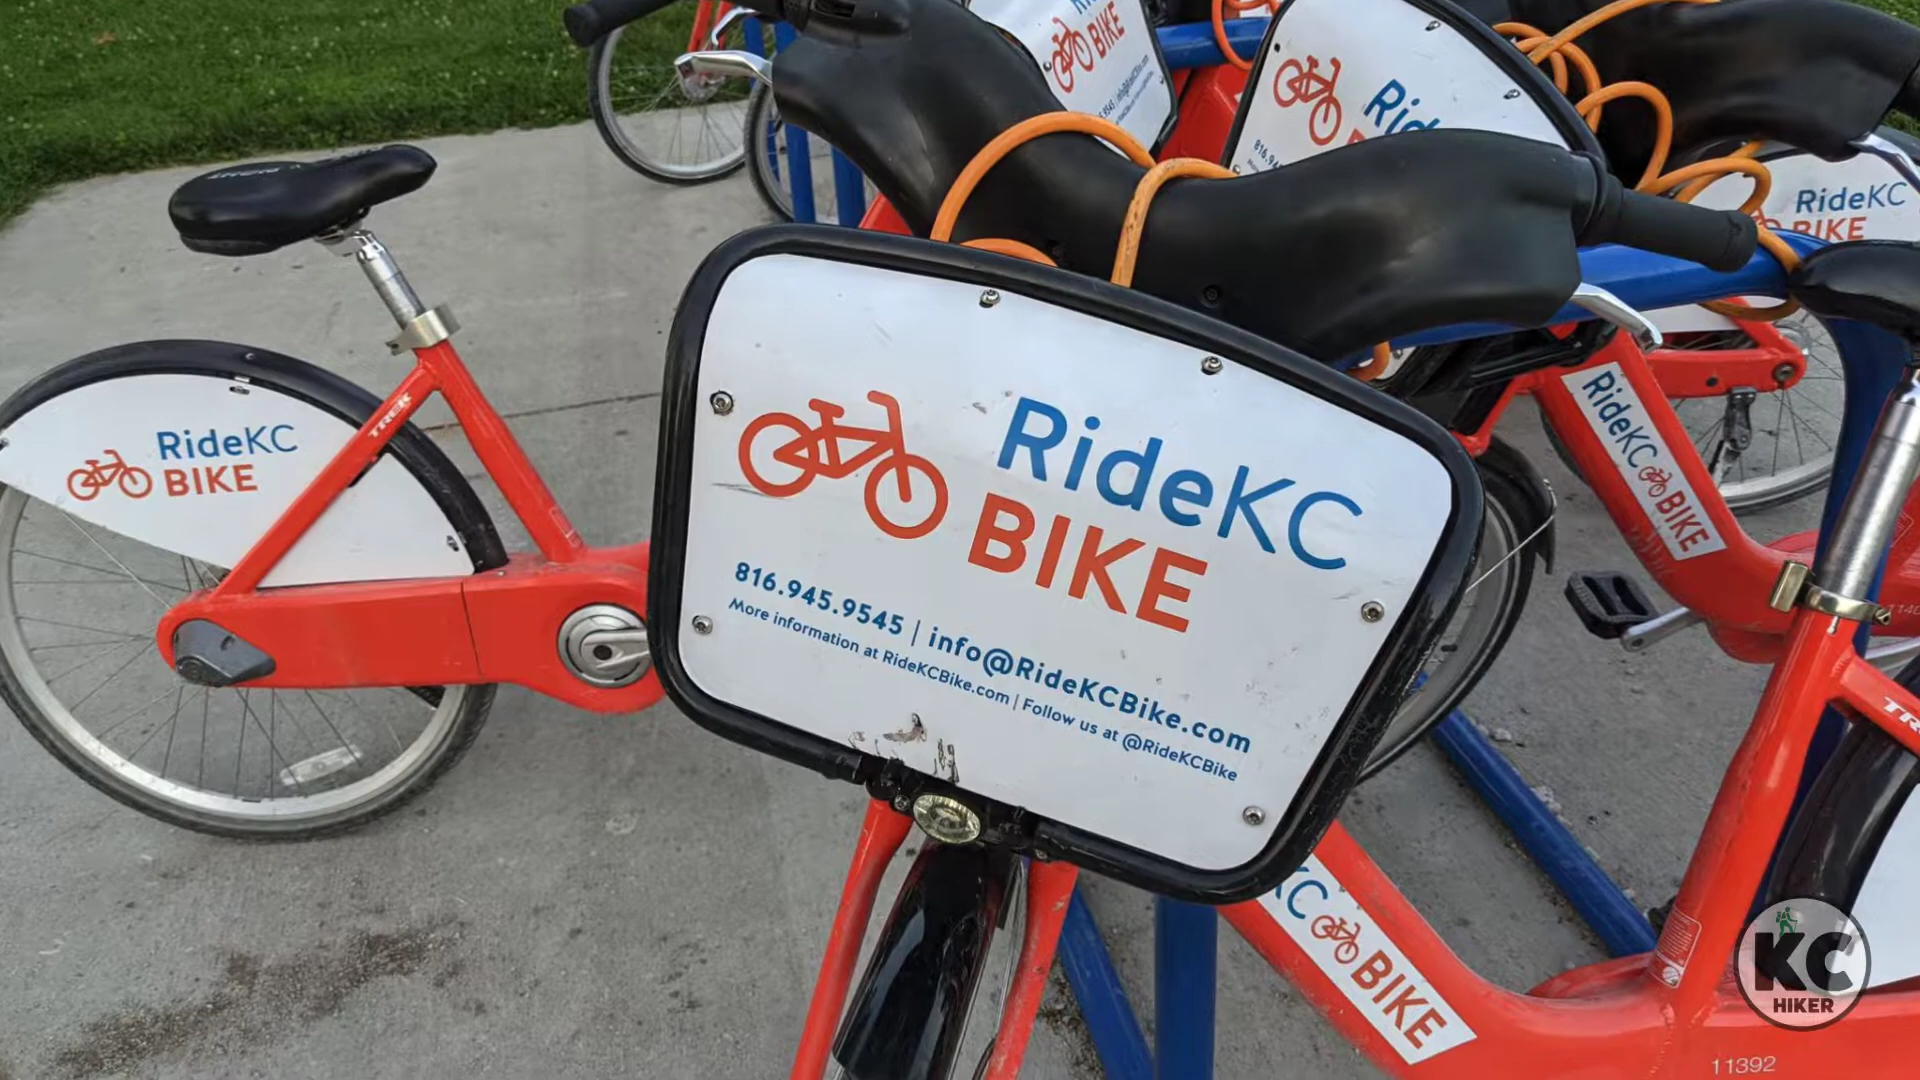 RideKC
BIKE
816.945.9545 | info@RideKCBike.com
More information at RideKCBike.com | Follow us at @RideKCBike
RideKC
BIKE
TREK
BIKE
RideKC
BIKE
RideKC BIKE
KC BIKE
11392
KC
HIKER